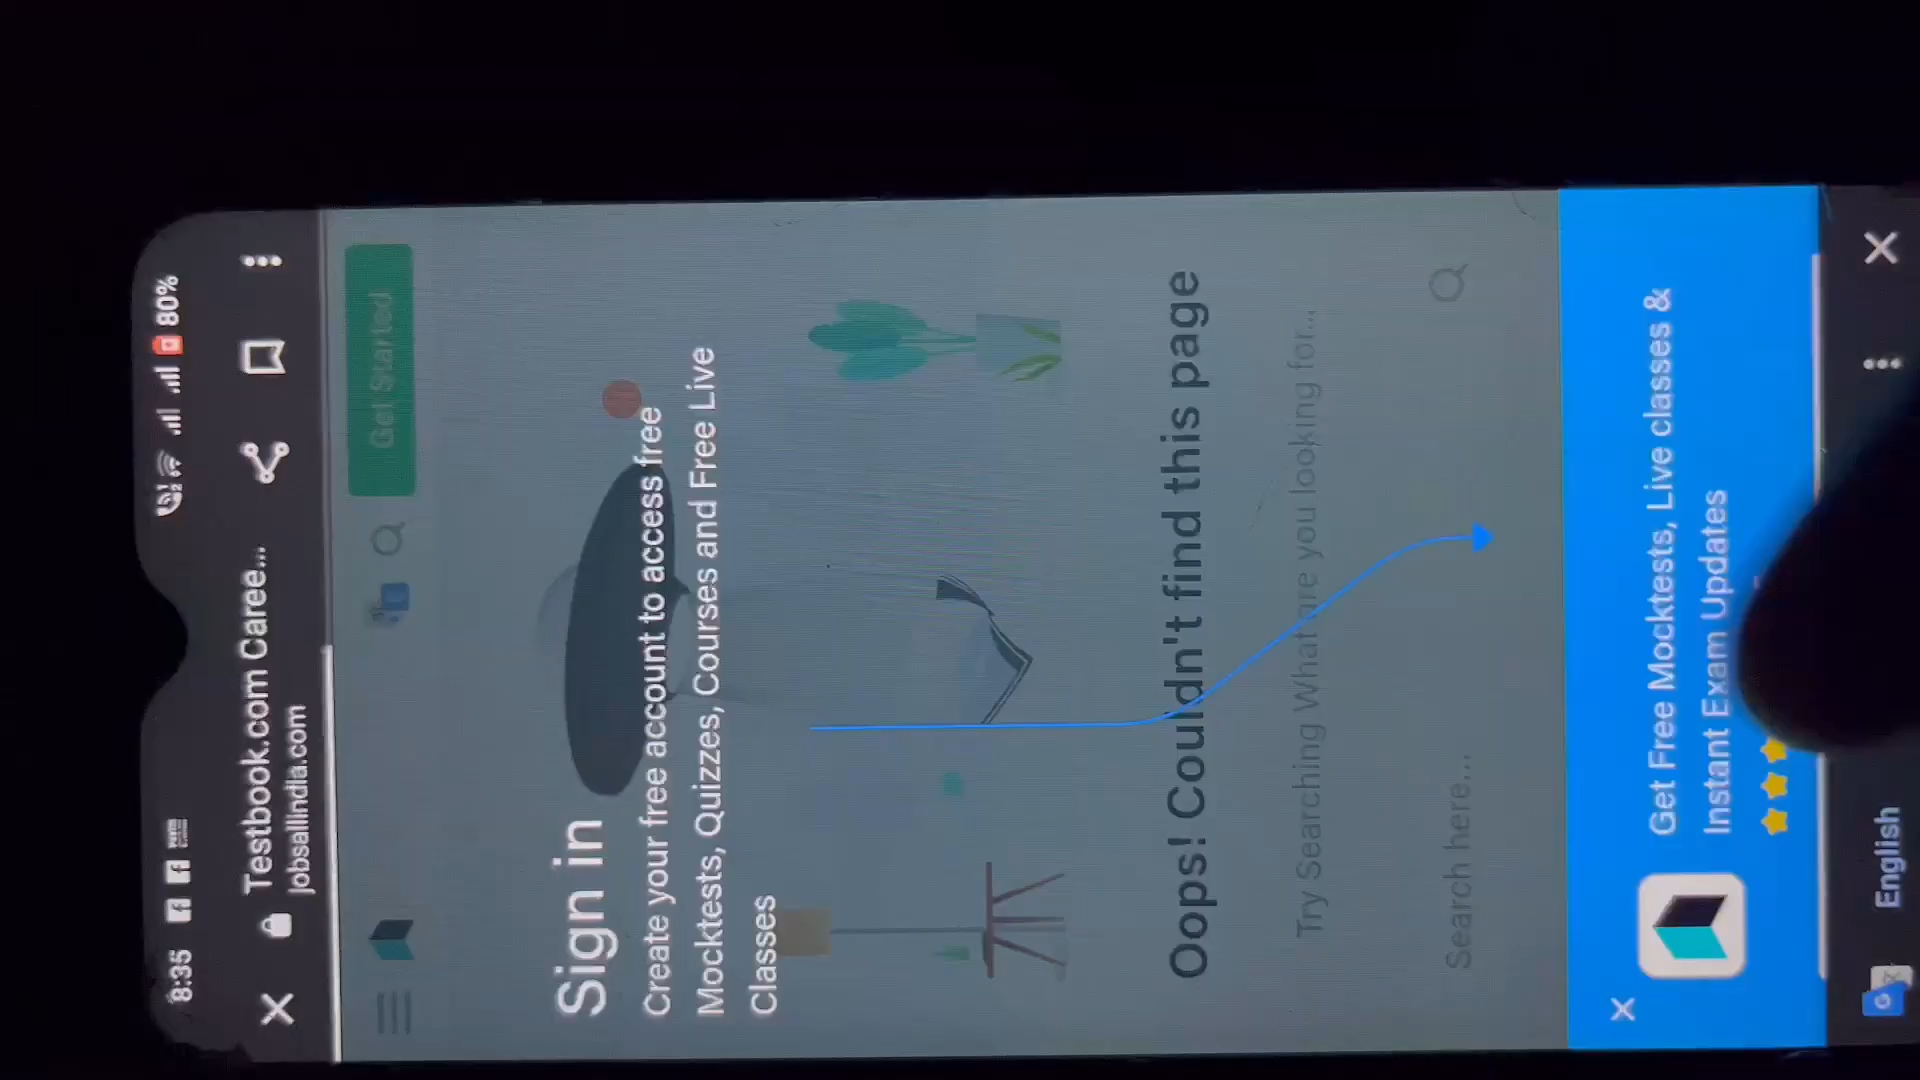 8:35
80%
Testbook.com Caree...
jobsallindia.com
Get Started
Sign in
Create your free account to access free
Mocktests, Quizzes, Courses and Free Live
Classes
Oops! Couldn't find this page
Try Searching What are you looking for...
Search here...
Get Free Mocktests, Live classes &
Instant Exam Updates
English